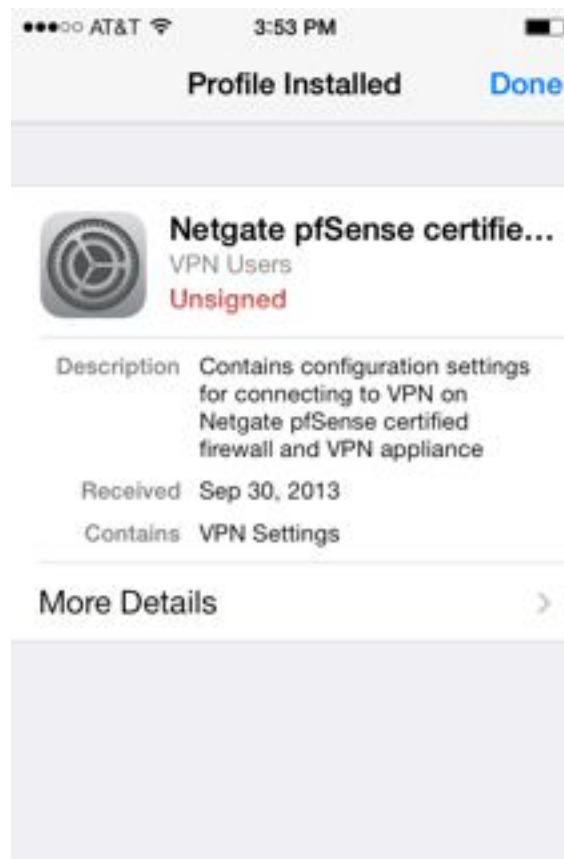 AT&T 3:53 PM
Profile Installed Done
Netgate pfSense certifie...
VPN Users
Unsigned
Description Contains configuration settings
for connecting to VPN on
Netgate pfSense certified
firewall and VPN appliance
Received Sep 30, 2013
Contains VPN Settings
More Details